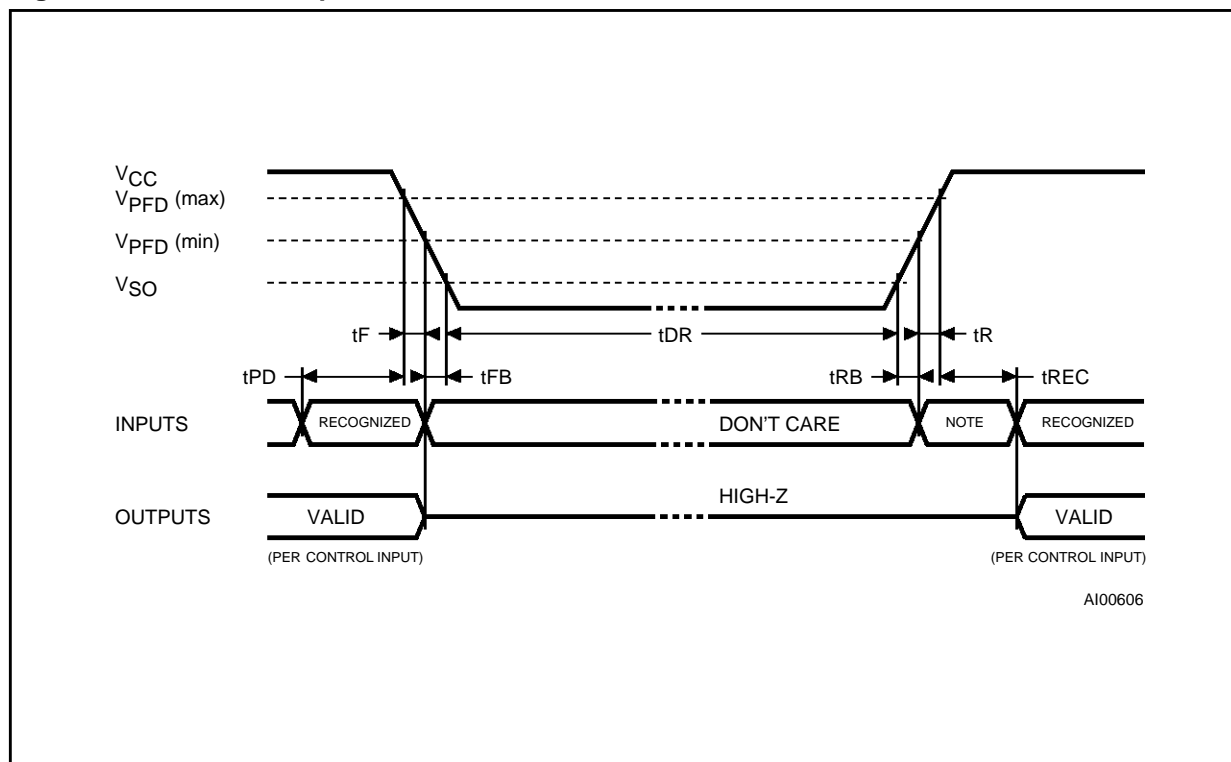 VCC
VPFD (max)
VPFD (min)
VSO
tF
tDR
tR
tPD
tFB
tRB
tREC
INPUTS
RECOGNIZED
DON'T CARE
NOTE
RECOGNIZED
HIGH-Z
OUTPUTS
VALID
VALID
(PER CONTROL INPUT)
(PER CONTROL INPUT)
AI00606